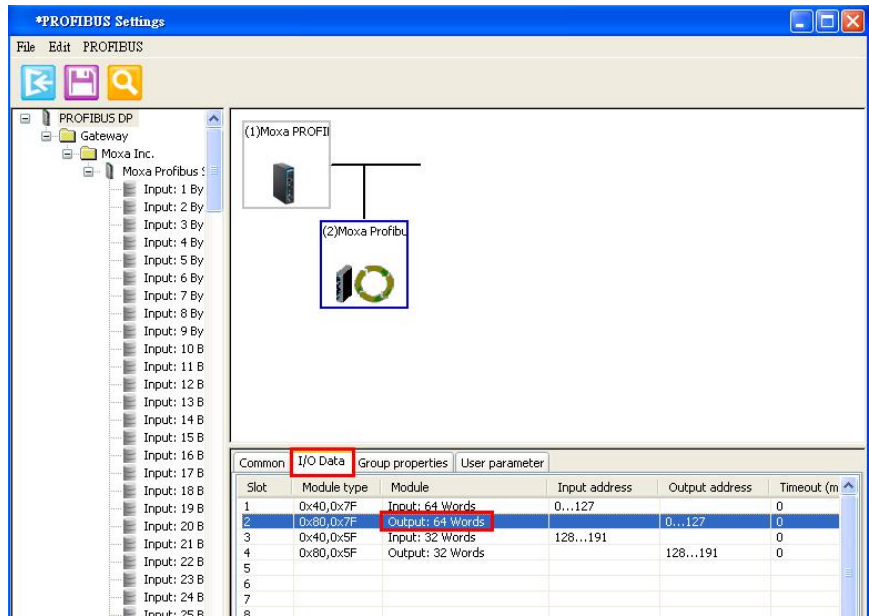 *PROFIBUS Settings
File Edit PROFIBUS
PROFIBUS DP
Gateway
Moxa Inc.
Moxa Profibus
Input: 1 By
Input: 2 By
Input: 3 By
Input: 4 By
Input: 5 By
Input: 6 By
Input: 7 By
Input: 8 By
Input: 9 By
Input: 10 B
Input: 11 B
Input: 12 B
Input: 13 B
Input: 14 B
Input: 15 B
Input: 16 B
Input: 17 B
Input: 18 B
Input: 19 B
Input: 20 B
Input: 21 B
Input: 22 B
Input: 23 B
Input: 24 B
Input: 25 B
(1)Moxa PROFI
(2)Moxa Profibu
Common I/O Data Group properties User parameter
Slot Module type Module Input address Output address Timeout (m
1 0x40,0x7F Input: 64 Words 0...127 0
2 0x80,0x7F Output: 64 Words 0...127 0
3 0x40,0x5F Input: 32 Words 128...191 0
4 0x80,0x5F Output: 32 Words 128...191 0
5
6
7
8